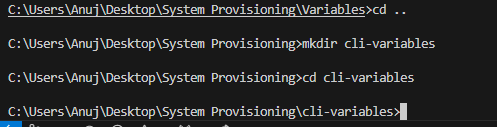 C:\Users\Anuj\Desktop\System Provisioning\Variables>cd ..
C:\Users\Anuj\Desktop\System Provisioning>mkdir cli-variables
C:\Users\Anuj\Desktop\System Provisioning>cd cli-variables
C:\Users\Anuj\Desktop\System Provisioning\cli-variables>